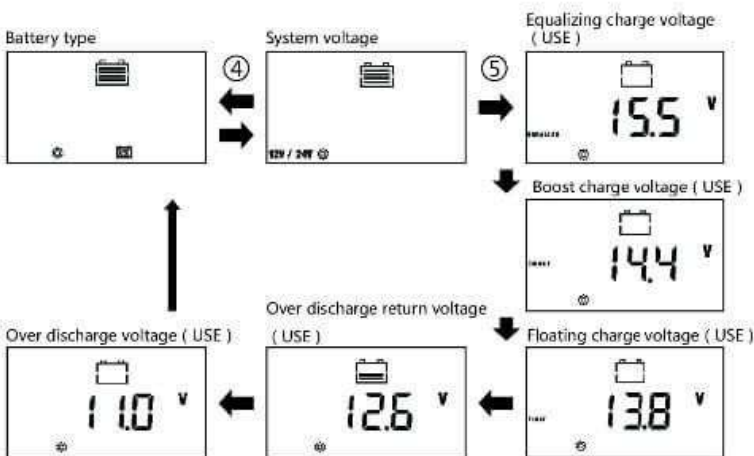 Battery type
④
System voltage
⑤
Equalizing charge voltage
( USE )
15.5 V
12V / 24V
Boost charge voltage ( USE )
14.4 V
Over discharge voltage ( USE )
11.0 V
Over discharge return voltage
( USE )
12.6 V
Floating charge voltage ( USE )
13.8 V